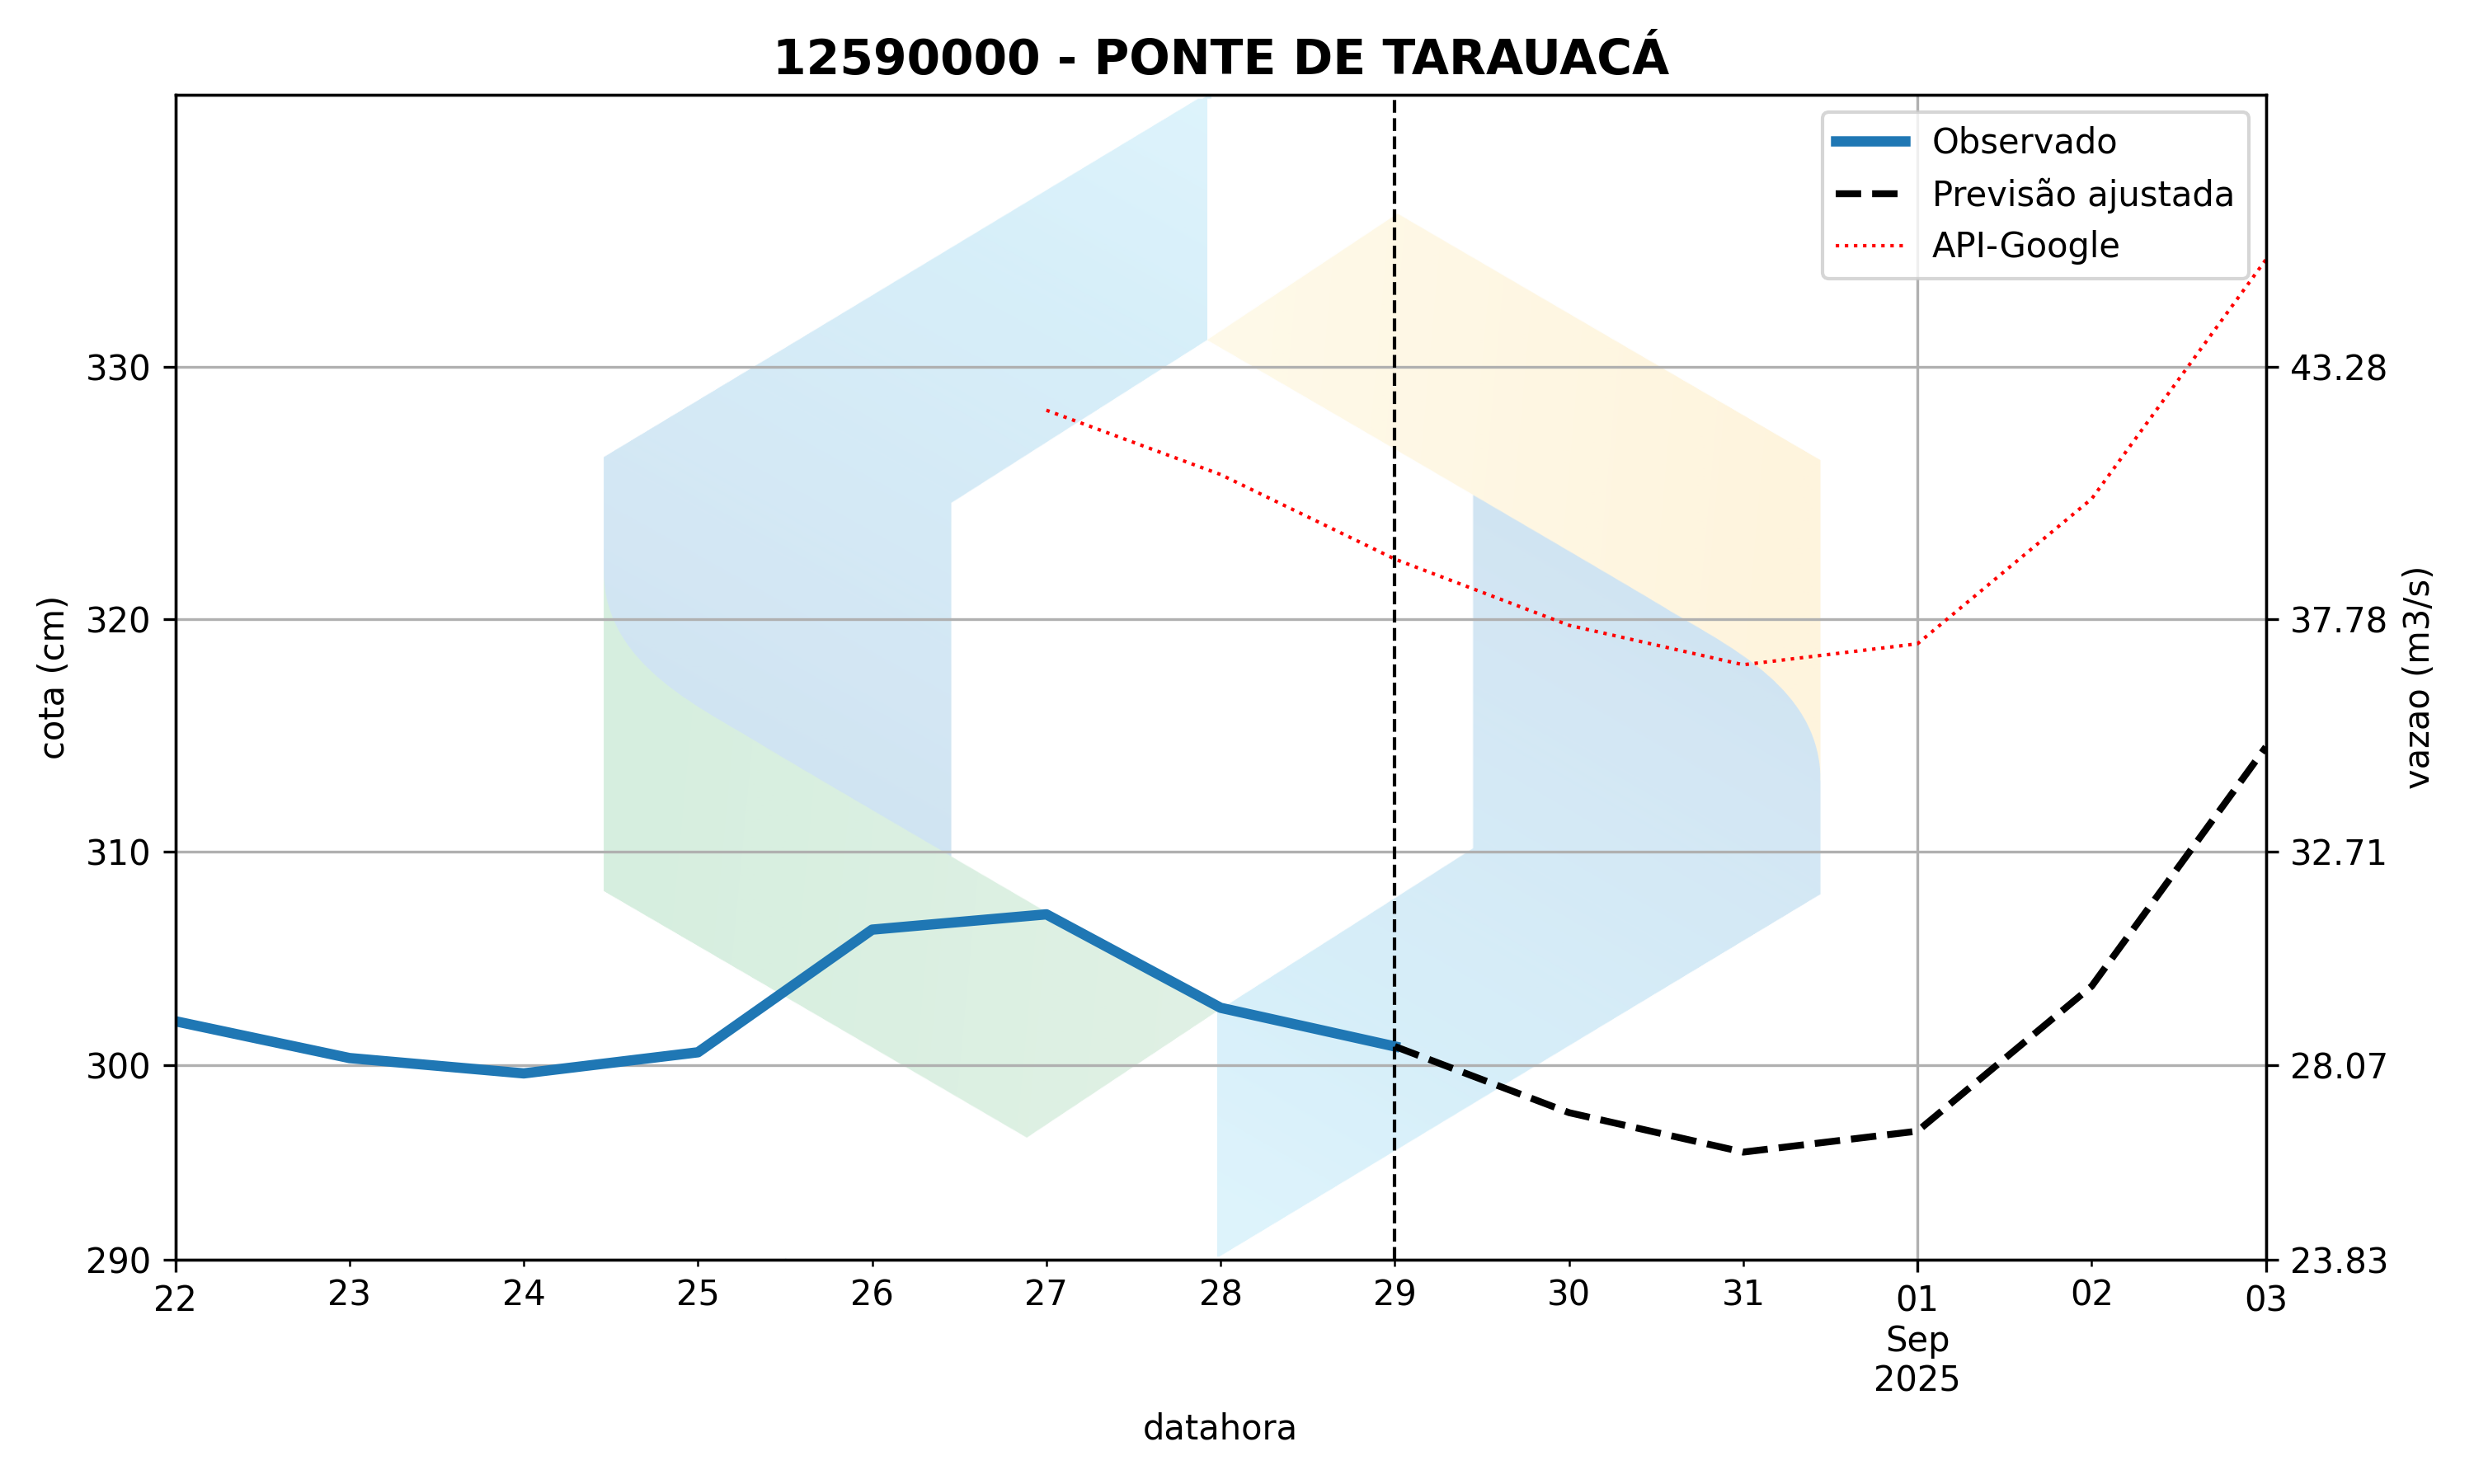 12590000 - PONTE DE TARAUACÁ
Observado
Previsão ajustada
API-Google
330
320
310
300
290
cota (cm)
43.28
37.78
32.71
28.07
23.83
vazao (m3/s)
22 23 24 25 26 27 28 29 30 31 01 02 03
Sep
2025
datahora